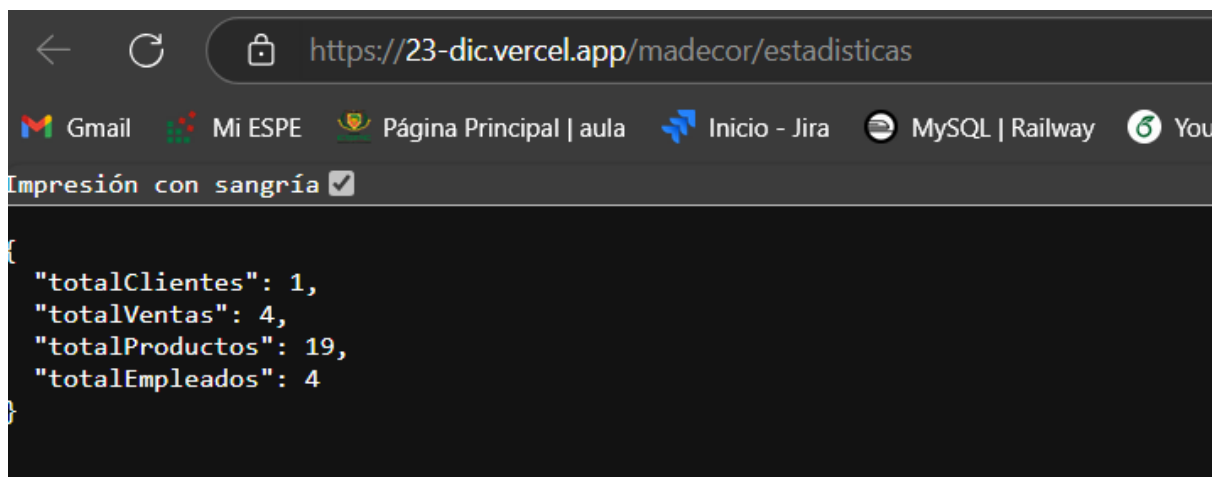 https://23-dic.vercel.app/madecor/estadisticas
Gmail Mi ESPE Página Principal | aula Inicio - Jira MySQL | Railway You
Impresión con sangría
{
"totalClientes": 1,
"totalVentas": 4,
"totalProductos": 19,
"totalEmpleados": 4
}